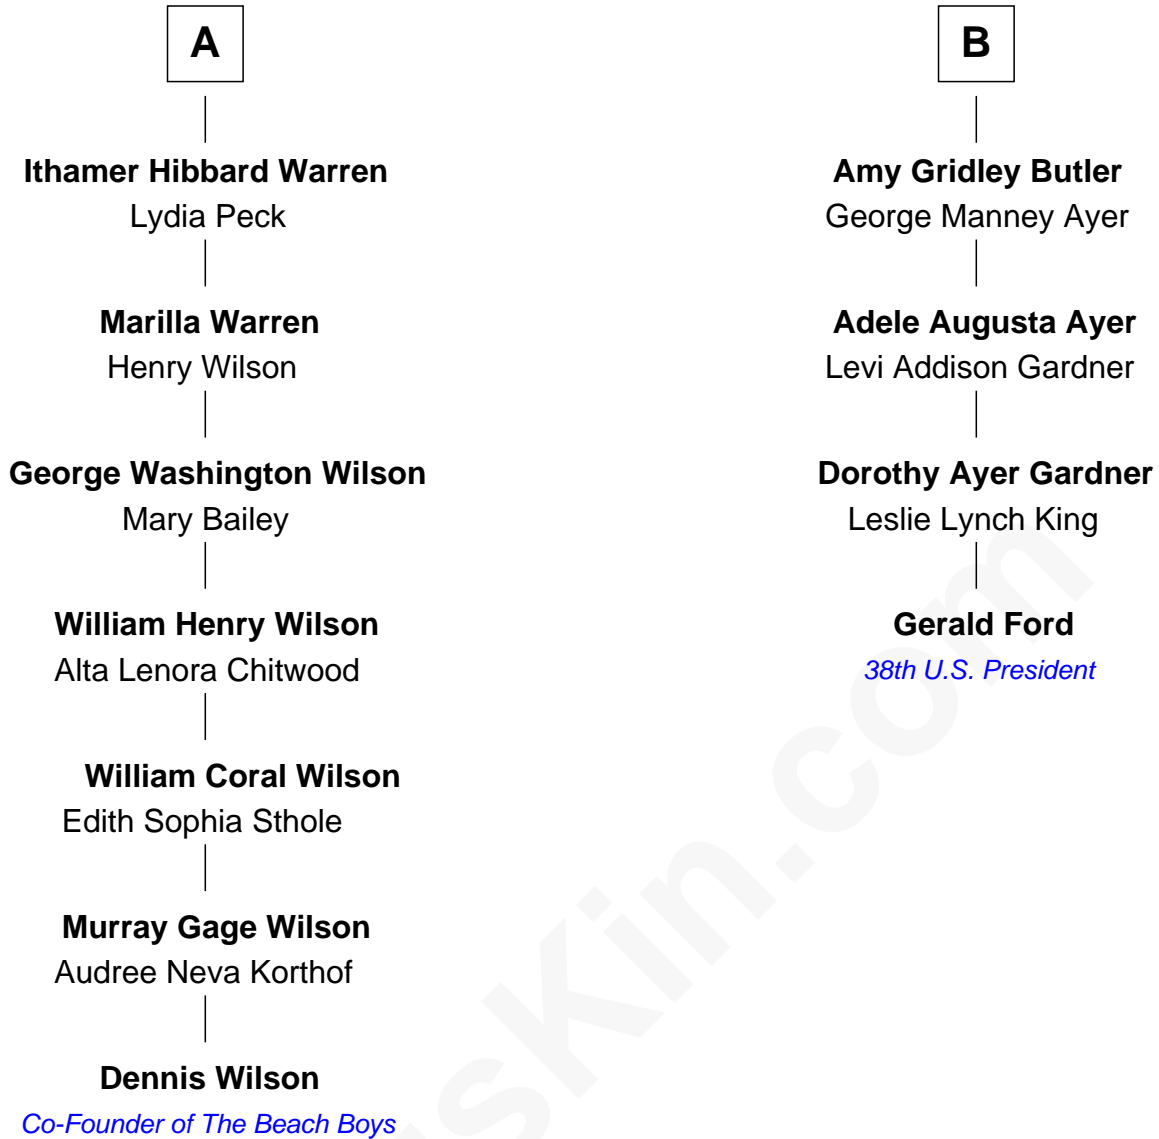 A
Ithamer Hibbard Warren
Lydia Peck
Marilla Warren
Henry Wilson
George Washington Wilson
Mary Bailey
William Henry Wilson
Alta Lenora Chitwood
William Coral Wilson
Edith Sophia Sthole
Murray Gage Wilson
Audree Neva Korthof
Dennis Wilson
Co-Founder of The Beach Boys
B
Amy Gridley Butler
George Manney Ayer
Adele Augusta Ayer
Levi Addison Gardner
Dorothy Ayer Gardner
Leslie Lynch King
Gerald Ford
38th U.S. President